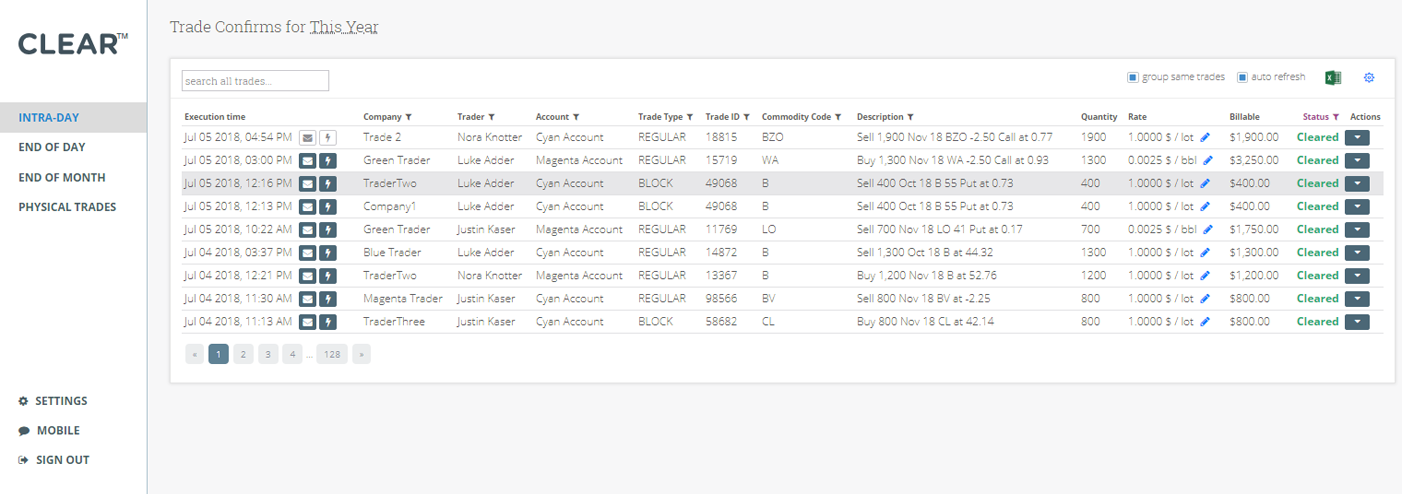 CLEAR™
INTRA-DAY
END OF DAY
END OF MONTH
PHYSICAL TRADES
SETTINGS
MOBILE
SIGN OUT
Trade Confirms for This Year
search all trades...
group same trades auto refresh
Execution time Company Trader Account Trade Type Trade ID Commodity Code Description Quantity Rate Billable Status Actions
Jul 05 2018, 04:54 PM Trade 2 Nora Knotter Cyan Account REGULAR 18815 BZO Sell 1,900 Nov 18 BZO -2.50 Call at 0.77 1900 1.0000 $ / lot $1,900.00 Cleared
Jul 05 2018, 03:00 PM Green Trader Luke Adder Magenta Account REGULAR 15719 WA Buy 1,300 Nov 18 WA -2.50 Call at 0.93 1300 0.0025 $ / bbl $3,250.00 Cleared
Jul 05 2018, 12:16 PM TraderTwo Luke Adder Cyan Account BLOCK 49068 B Sell 400 Oct 18 B 55 Put at 0.73 400 1.0000 $ / lot $400.00 Cleared
Jul 05 2018, 12:13 PM Company1 Luke Adder Cyan Account BLOCK 49068 B Sell 400 Oct 18 B 55 Put at 0.73 400 1.0000 $ / lot $400.00 Cleared
Jul 05 2018, 10:22 AM Green Trader Justin Kaser Magenta Account REGULAR 11769 LO Sell 700 Nov 18 LO 41 Put at 0.17 700 0.0025 $ / bbl $1,750.00 Cleared
Jul 04 2018, 03:37 PM Blue Trader Luke Adder Cyan Account REGULAR 14872 B Sell 1,300 Oct 18 B at 44.32 1300 1.0000 $ / lot $1,300.00 Cleared
Jul 04 2018, 12:21 PM TraderTwo Nora Knotter Magenta Account REGULAR 13367 B Buy 1,200 Nov 18 B at 52.76 1200 1.0000 $ / lot $1,200.00 Cleared
Jul 04 2018, 11:30 AM Magenta Trader Justin Kaser Cyan Account REGULAR 98566 BV Sell 800 Nov 18 BV at -2.25 800 1.0000 $ / lot $800.00 Cleared
Jul 04 2018, 11:13 AM TraderThree Justin Kaser Cyan Account BLOCK 58682 CL Buy 800 Nov 18 CL at 42.14 800 1.0000 $ / lot $800.00 Cleared
« 1 2 3 4 ... 128 »